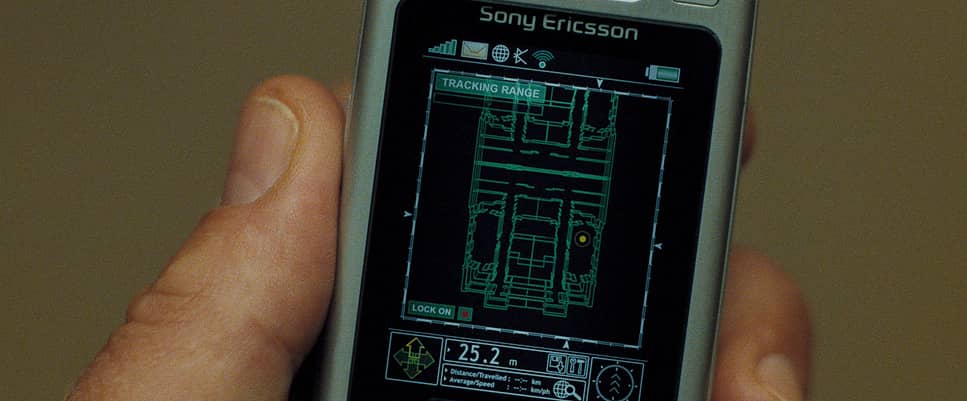 Sony Ericsson
TRACKING RANGE
LOCK ON
25.2 m
Distance/Travelled : --:-- km
Average/Speed : --:-- km/ph